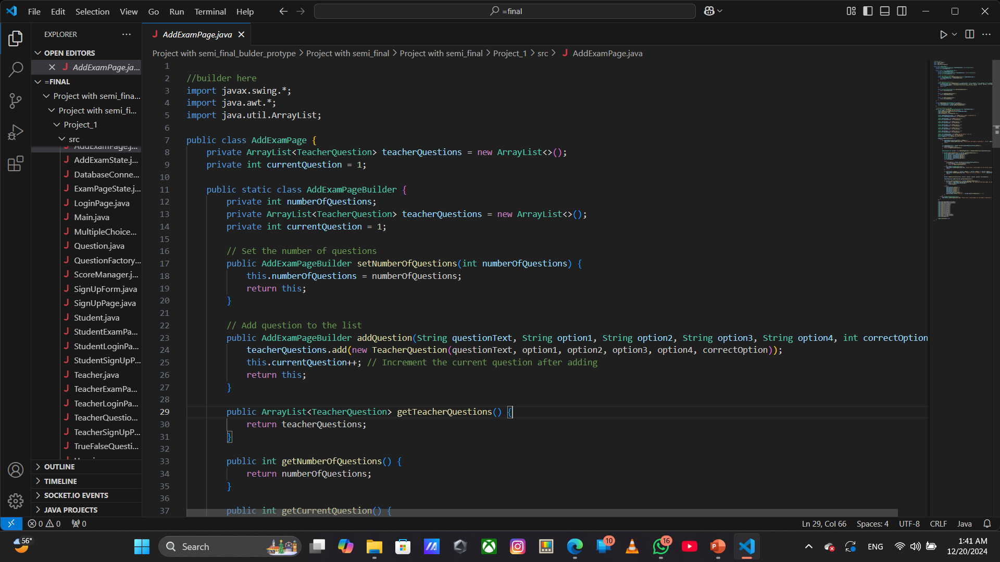 File Edit Selection View Go Run Terminal Help
=final
EXPLORER
AddExamPage.java
OPEN EDITORS
AddExamPage.ja...
=FINAL
Project with semi_fina...
Project with semi_fi...
Project_1
src
AddExamPage.j...
AddExamState.j...
DatabaseConne...
ExamPageState.j...
LoginPage.java
Main.java
MultipleChoice...
Question.java
QuestionFactory...
ScoreManager.j...
SignUpForm.java
SignUpPage.java
Student.java
StudentExamPa...
StudentLoginPa...
StudentSignUpP...
Teacher.java
TeacherExamPa...
TeacherLoginPa...
TeacherQuestio...
TeacherSignUpP...
TrueFalseQuesti...
OUTLINE
TIMELINE
SOCKET.IO EVENTS
JAVA PROJECTS
Project with semi_final_bulder_protype > Project with semi_final > Project with semi_final > Project_1 > src > AddExamPage.java
1
2 //builder here
3 import javax.swing.*;
4 import java.awt.*;
5 import java.util.ArrayList;
6
7 public class AddExamPage {
8 private ArrayList<TeacherQuestion> teacherQuestions = new ArrayList<>();
9 private int currentQuestion = 1;
10
11 public static class AddExamPageBuilder {
12 private int numberOfQuestions;
13 private ArrayList<TeacherQuestion> teacherQuestions = new ArrayList<>();
14 private int currentQuestion = 1;
15
16 // Set the number of questions
17 public AddExamPageBuilder setNumberOfQuestions(int numberOfQuestions) {
18 this.numberOfQuestions = numberOfQuestions;
19 return this;
20 }
21
22 // Add question to the list
23 public AddExamPageBuilder addQuestion(String questionText, String option1, String option2, String option3, String option4, int correctOption
24 teacherQuestions.add(new TeacherQuestion(questionText, option1, option2, option3, option4, correctOption));
25 this.currentQuestion++; // Increment the current question after adding
26 return this;
27 }
28
29 public ArrayList<TeacherQuestion> getTeacherQuestions() {
30 return teacherQuestions;
31 }
32
33 public int getNumberOfQuestions() {
34 return numberOfQuestions;
35 }
36
37 public int getCurrentQuestion() {
0 0 0
Ln 29, Col 66 Spaces: 4 UTF-8 CRLF Java
56°
Search
10
16
ENG
1:41 AM
12/20/2024